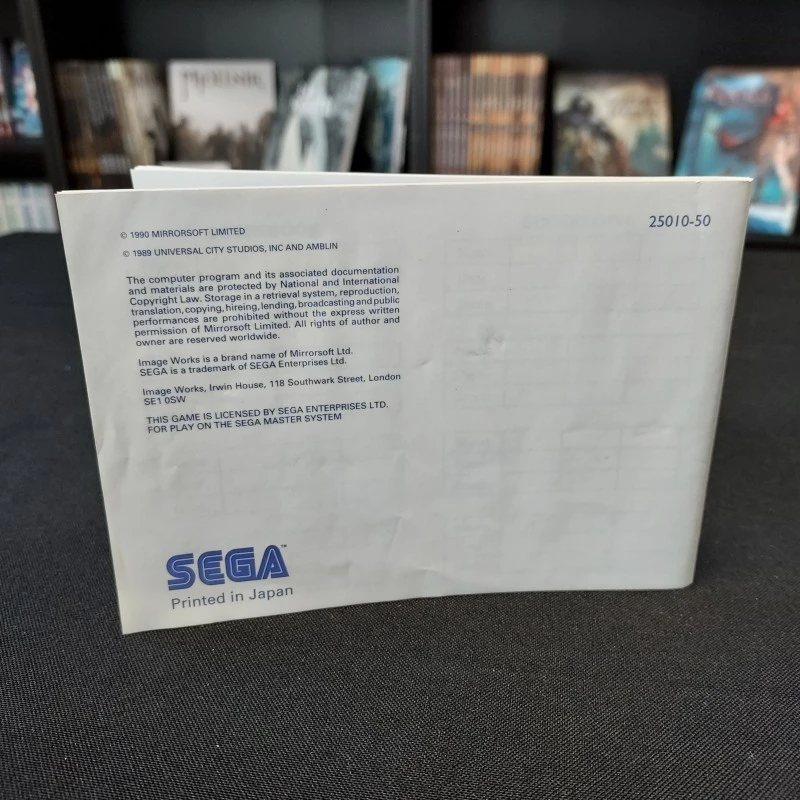 © 1990 MIRRORSOFT LIMITED
25010-50
© 1989 UNIVERSAL CITY STUDIOS, INC AND AMBLIN
The computer program and its associated documentation
and materials are protected by National and International
Copyright Law. Storage in a retrieval system, reproduction,
translation, copying, hireing, lending, broadcasting and public
performances are prohibited without the express written
permission of Mirrorsoft Limited. All rights of author and
owner are reserved worldwide.
Image Works is a brand name of Mirrorsoft Ltd.
SEGA is a trademark of SEGA Enterprises Ltd.
Image Works, Irwin House, 118 Southwark Street, London
SE1 0SW
THIS GAME IS LICENSED BY SEGA ENTERPRISES LTD.
FOR PLAY ON THE SEGA MASTER SYSTEM
SEGA™
Printed in Japan